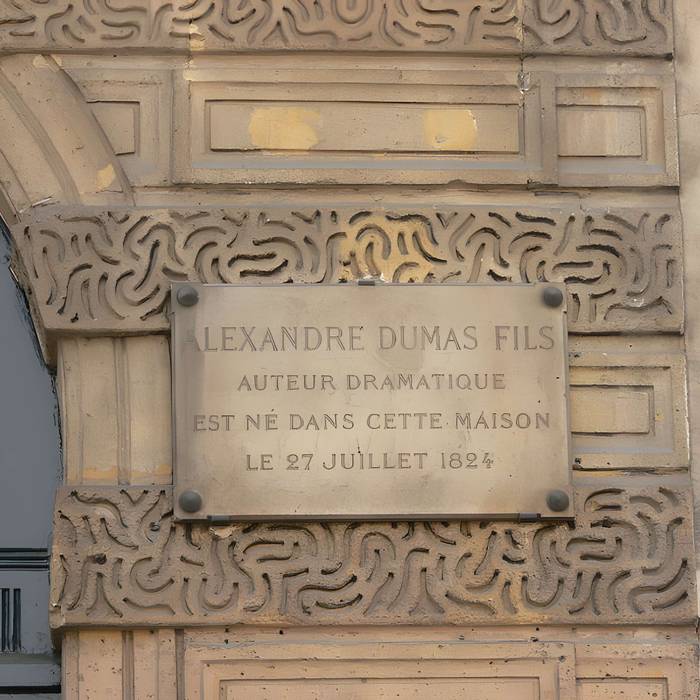 ALEXANDRE DUMAS FILS
AUTEUR DRAMATIQUE
EST NÉ DANS CETTE MAISON
LE 27 JUILLET 1824